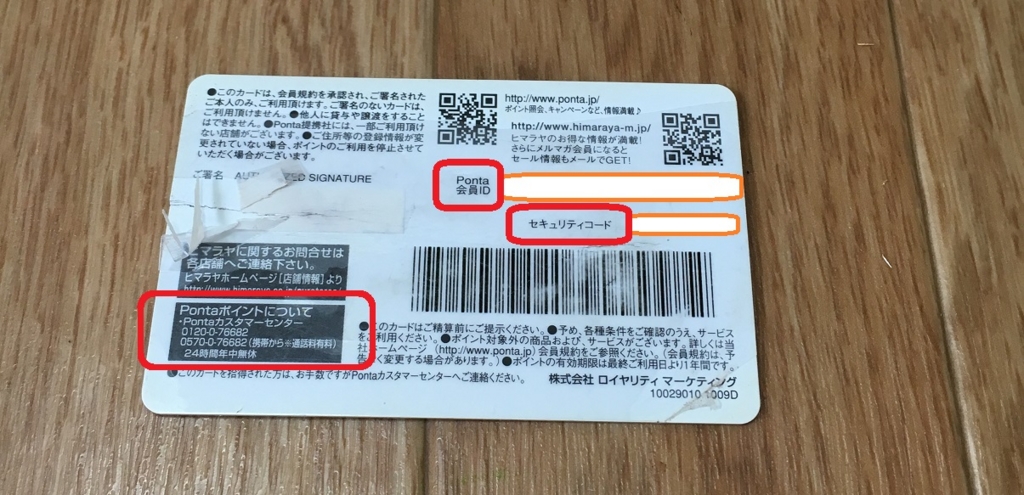 ●このカードは、会員規約を承認され、ご署名された
ご本人のみ、ご利用頂けます。ご署名のないカードは、
ご利用頂けません。●他人に貸与や譲渡をすること
はできません。●Ponta提携社には、一部ご利用頂け
ない店舗がございます。●ご住所等の登録情報が変
更されていない場合、ポイントのご利用を停止させて
いただく場合がございます。
http://www.ponta.jp/
ポイント照会、キャンペーンなど、情報満載♪
http://www.himaraya-m.jp/
ヒマラヤのお得な情報が満載!
さらにメルマガ会員になると
セール情報もメールでGET!
ご署名 SIGNATURE
Ponta
会員ID
セキュリティコード
ヒマラヤに関するお問合せは
各店舗へご連絡下さい。
ヒマラヤホームページ[店舗情報]より
Pontaポイントについて
・Pontaカスタマーセンター
0120-0-76682
0570-0-76682(携帯から※通話料有料)
24時間年中無休
●このカードはご精算前にご提示ください。●予め、各種条件をご確認のうえ、サービス
をご利用ください。●ポイント対象外の商品および、サービスがございます。詳しくは当
社ホームページ(http://www.ponta.jp)会員規約をご参照ください。(会員規約は、予
告なく変更する場合があります。)●ポイントの有効期限は最終ご利用日より1年間です。
●このカードを拾得された方は、お手数ですがPontaカスタマーセンターへご連絡ください。
株式会社 ロイヤリティ マーケティング
10029010 1009D